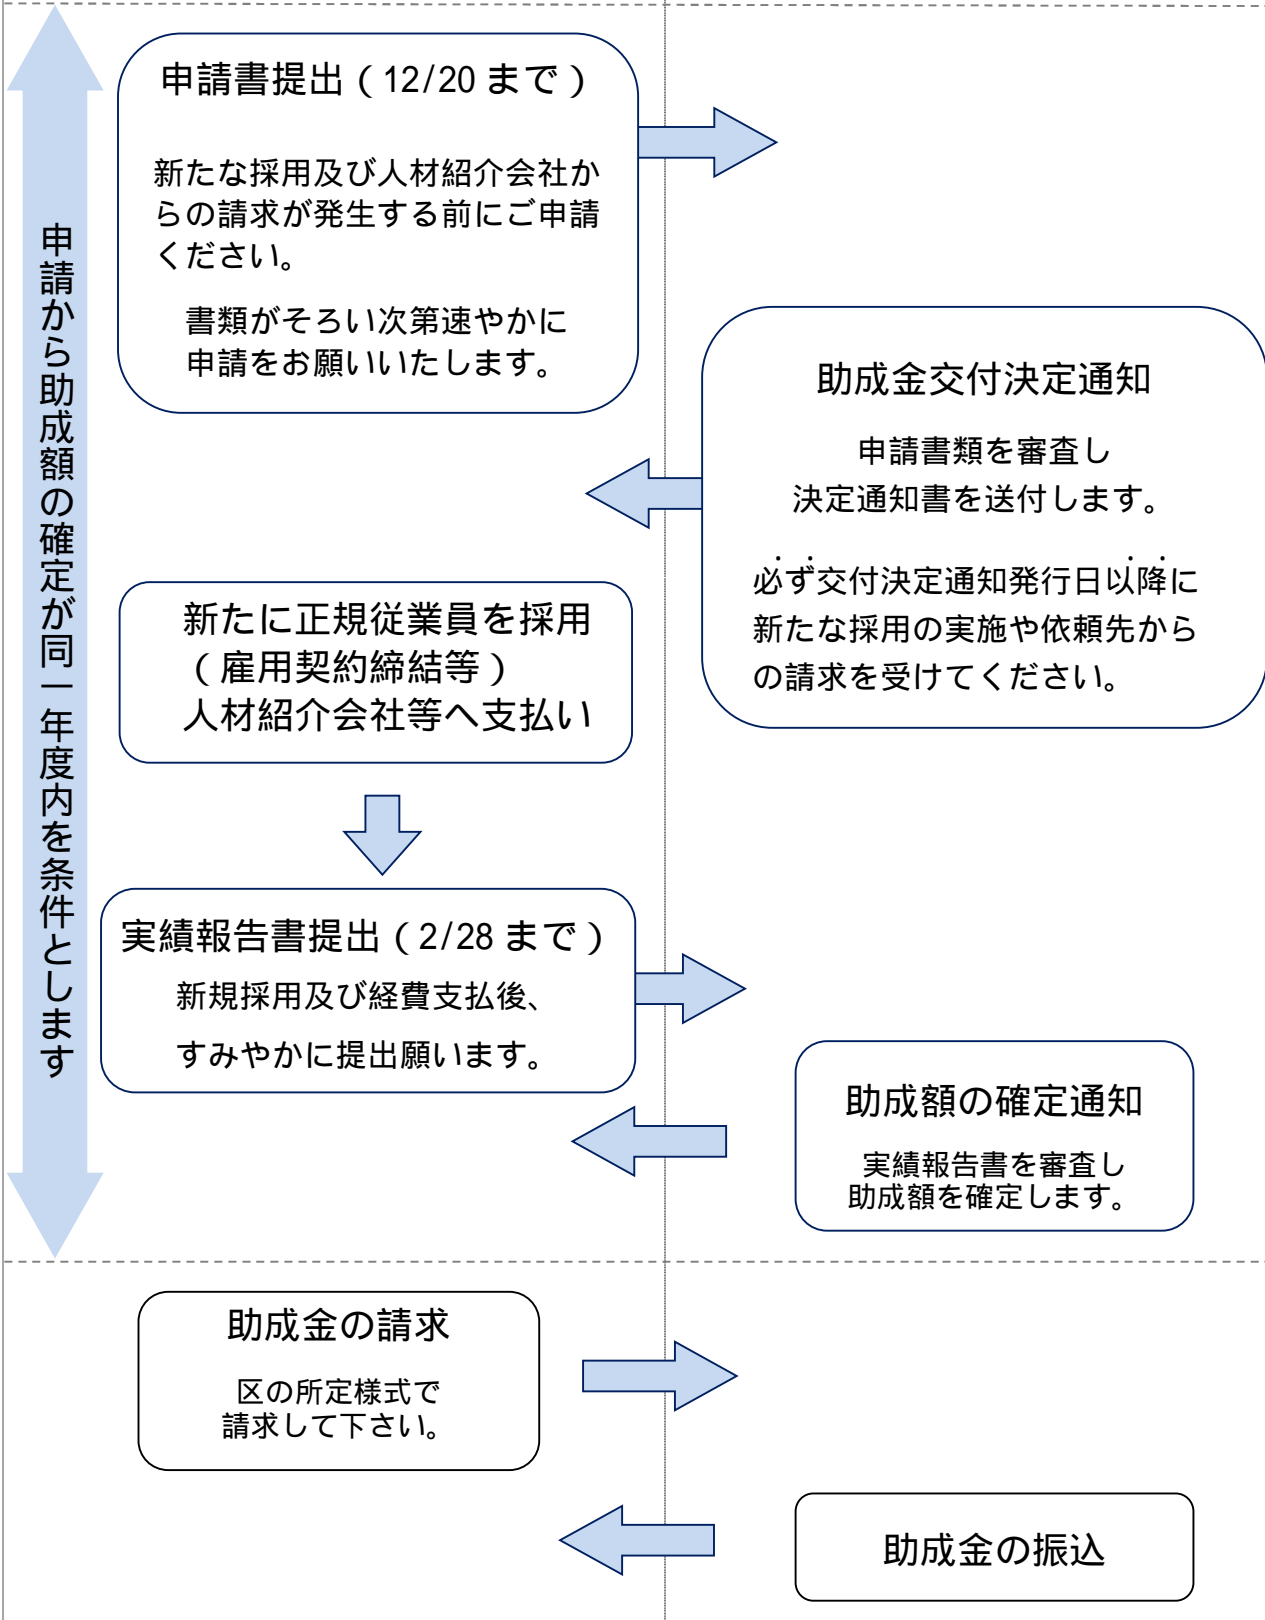 申請から助成額の確定が同一年度内を条件とします
申請書提出（12/20 まで）
新たな採用及び人材紹介会社か
らの請求が発生する前にご申請
ください。
書類がそろい次第速やかに
申請をお願いいたします。
助成金交付決定通知
申請書類を審査し
決定通知書を送付します。
必ず交付決定通知発行日以降に
新たな採用の実施や依頼先から
の請求を受けてください。
新たに正規従業員を採用
（雇用契約締結等）
人材紹介会社等へ支払い
実績報告書提出（2/28 まで）
新規採用及び経費支払後、
すみやかに提出願います。
助成額の確定通知
実績報告書を審査し
助成額を確定します。
助成金の請求
区の所定様式で
請求して下さい。
助成金の振込